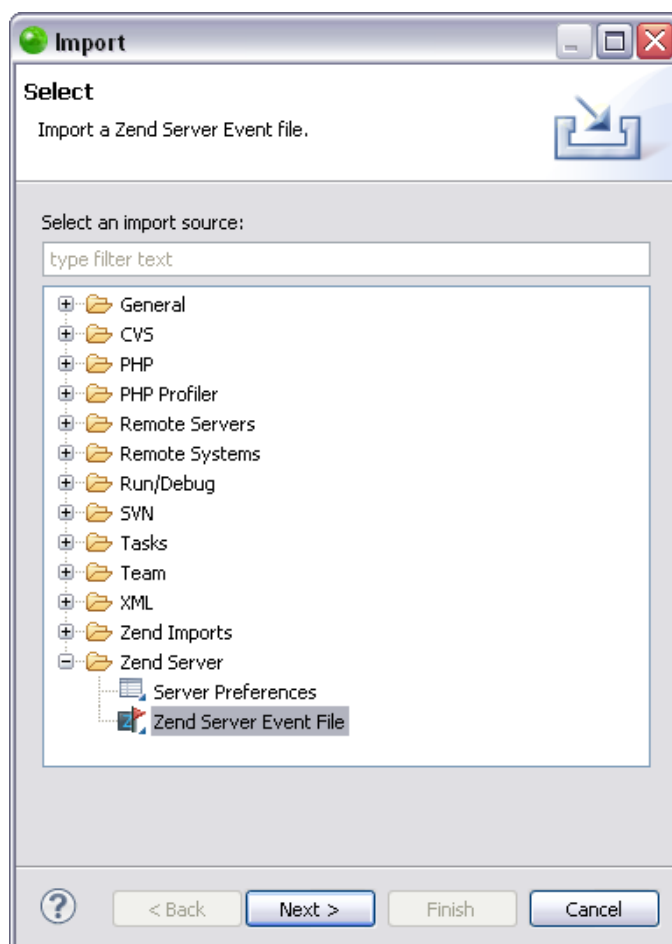 Import
Select
Import a Zend Server Event file.
Select an import source:
type filter text
General
CVS
PHP
PHP Profiler
Remote Servers
Remote Systems
Run/Debug
SVN
Tasks
Team
XML
Zend Imports
Zend Server
Server Preferences
Zend Server Event File
? < Back Next > Finish Cancel